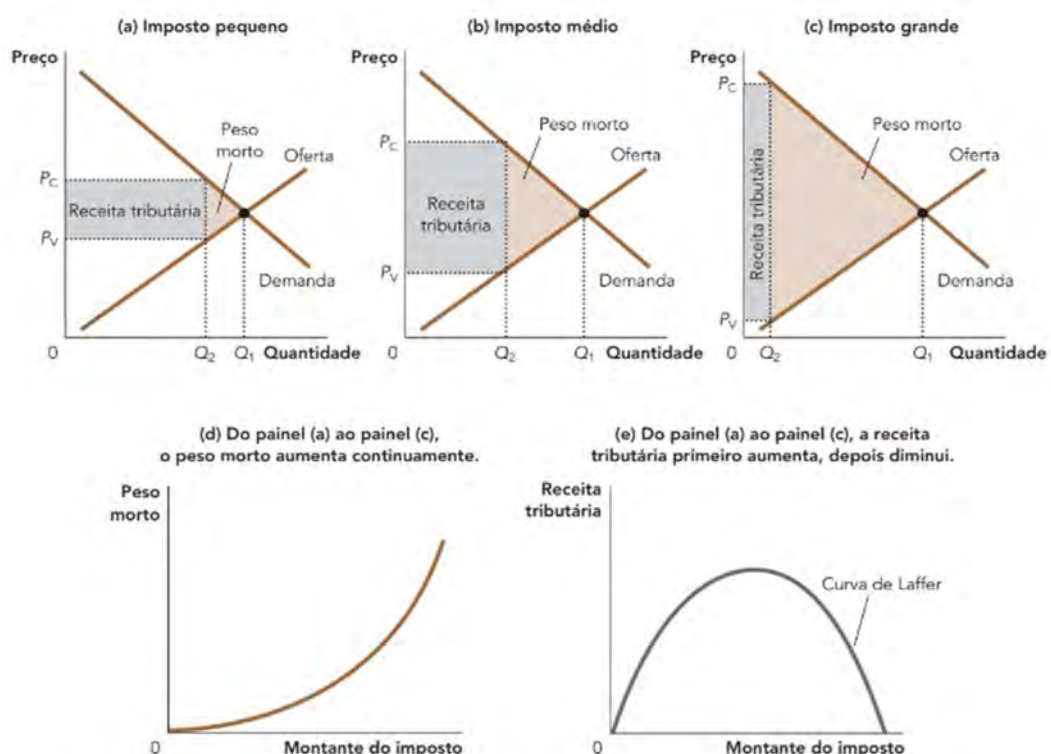 (a) Imposto pequeno
Preço
P_C
P_V
Receita tributária
Peso
morto
Oferta
Demanda
0
Q_2
Q_1
Quantidade
(b) Imposto médio
Preço
P_C
P_V
Receita
tributária
Peso morto
Oferta
Demanda
0
Q_2
Q_1
Quantidade
(c) Imposto grande
Preço
P_C
P_V
Receita tributária
Peso morto
Oferta
Demanda
0
Q_2
Q_1
Quantidade
(d) Do painel (a) ao painel (c),
o peso morto aumenta continuamente.
Peso
morto
0
Montante do imposto
(e) Do painel (a) ao painel (c), a receita
tributária primeiro aumenta, depois diminui.
Receita
tributária
Curva de Laffer
0
Montante do imposto